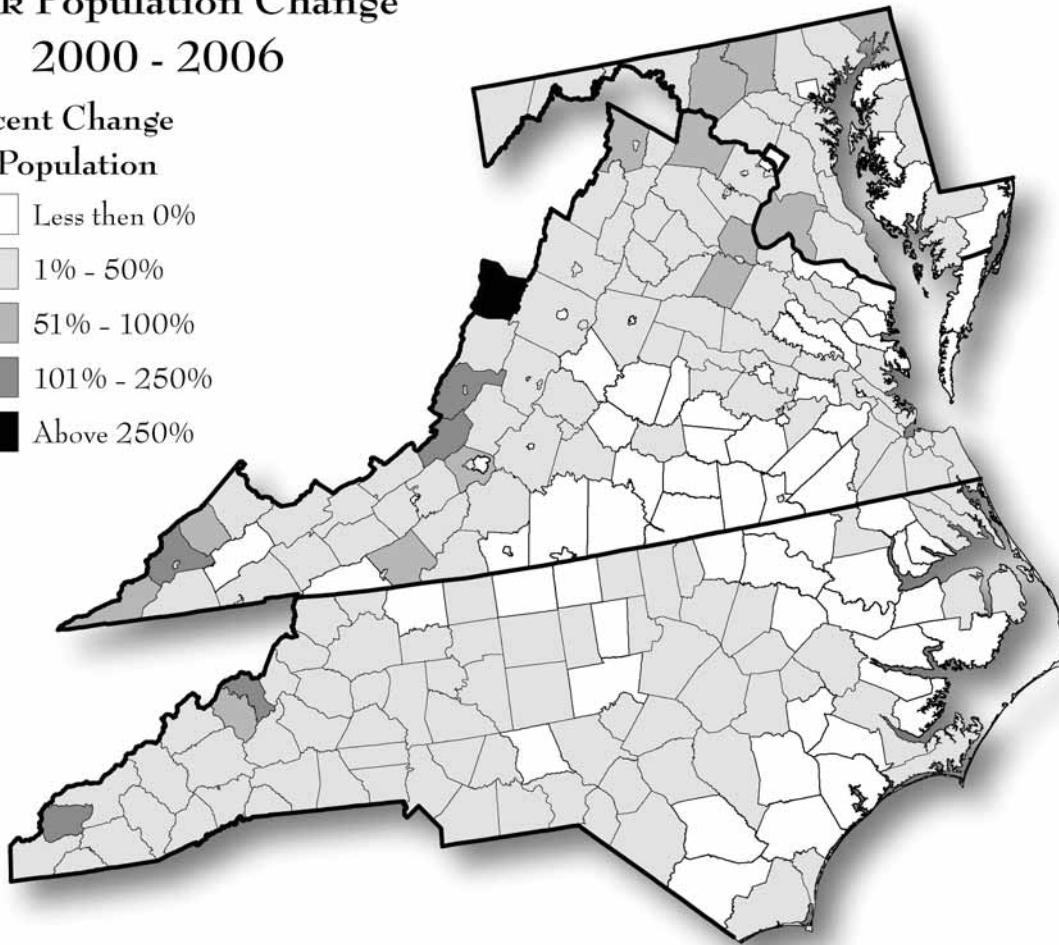 Population Change
2000 - 2006
Change
Population
Less then 0%
1% - 50%
51% - 100%
101% - 250%
Above 250%